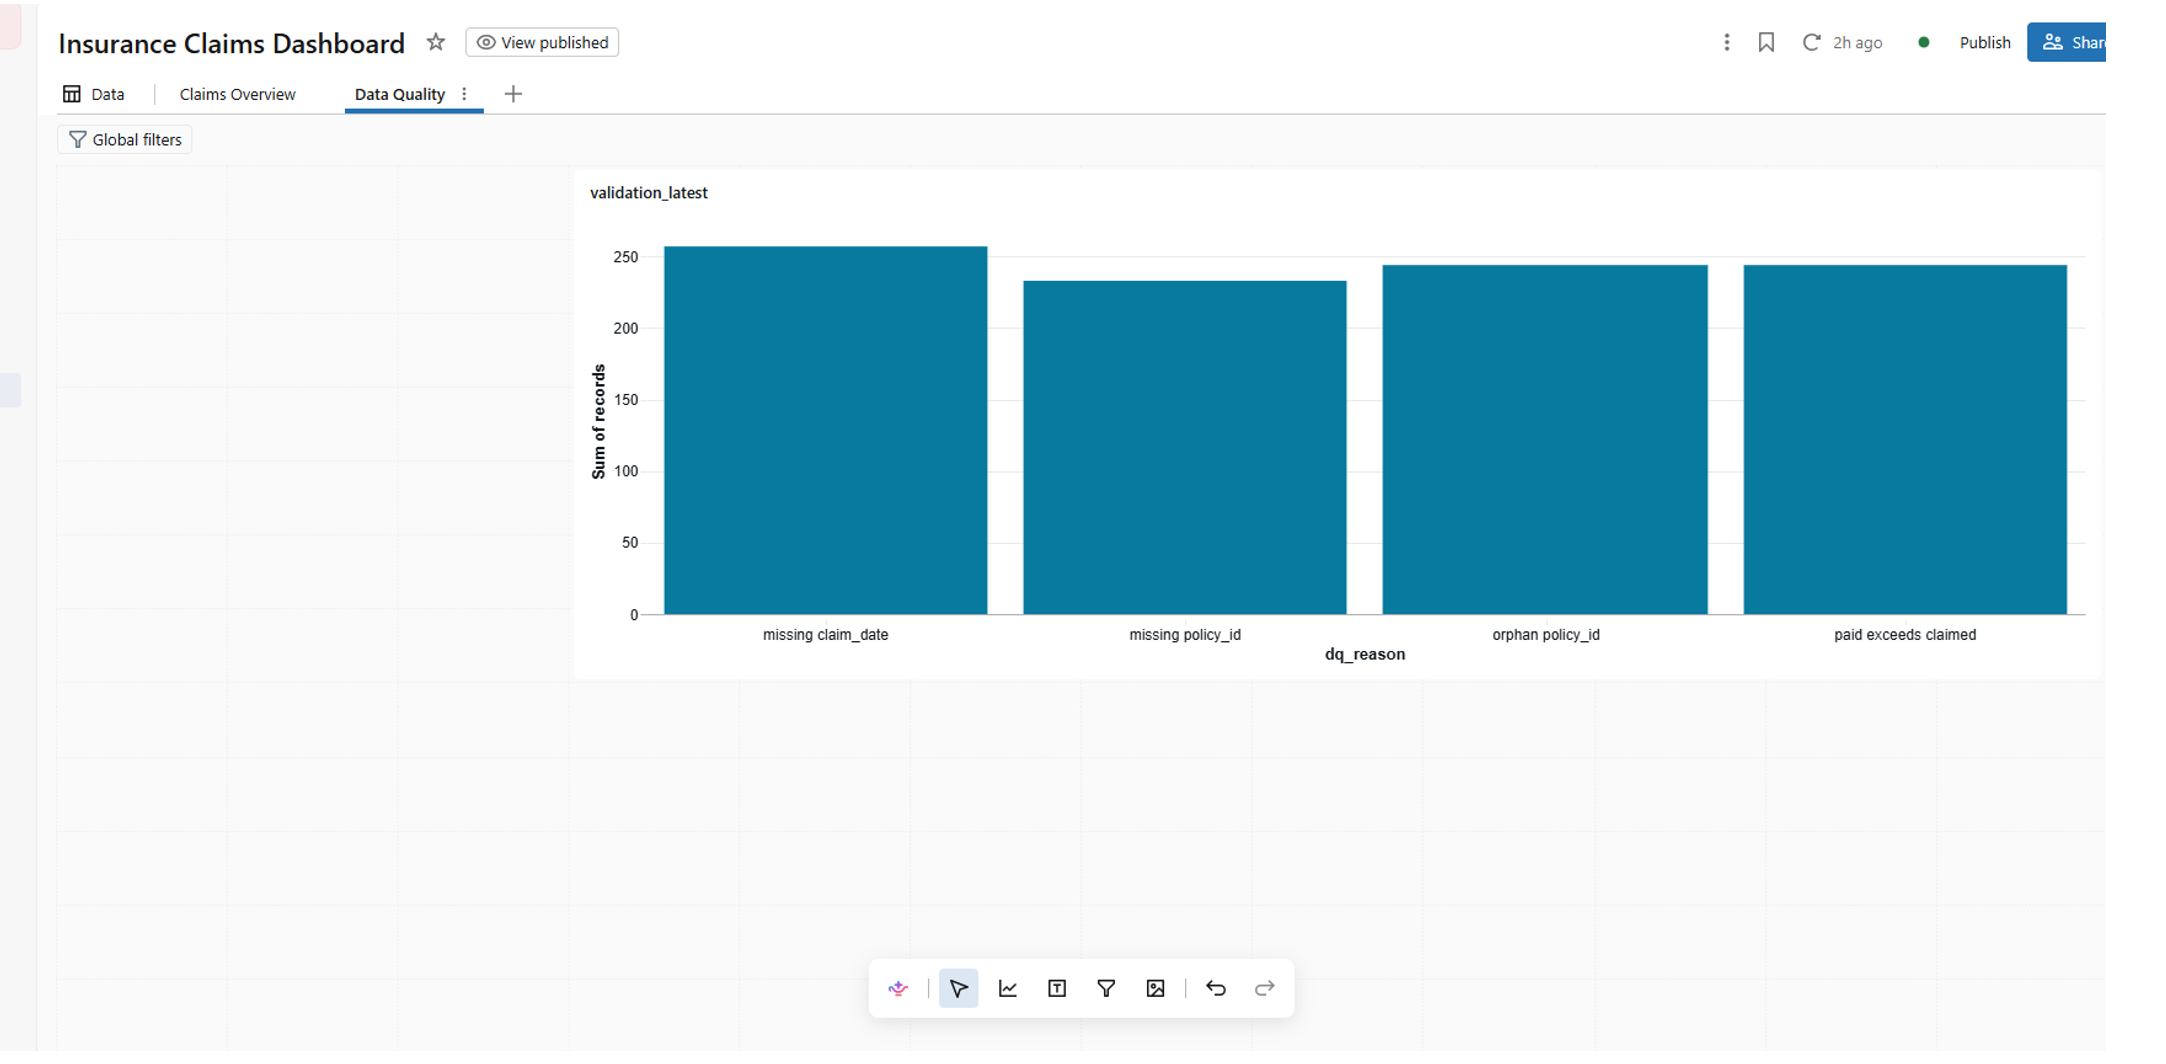 Insurance Claims Dashboard
View published
2h ago
Publish
Shar
Data
Claims Overview
Data Quality
Global filters
validation_latest
250
200
150
100
50
0
Sum of records
missing claim_date
missing policy_id
orphan policy_id
paid exceeds claimed
dq_reason